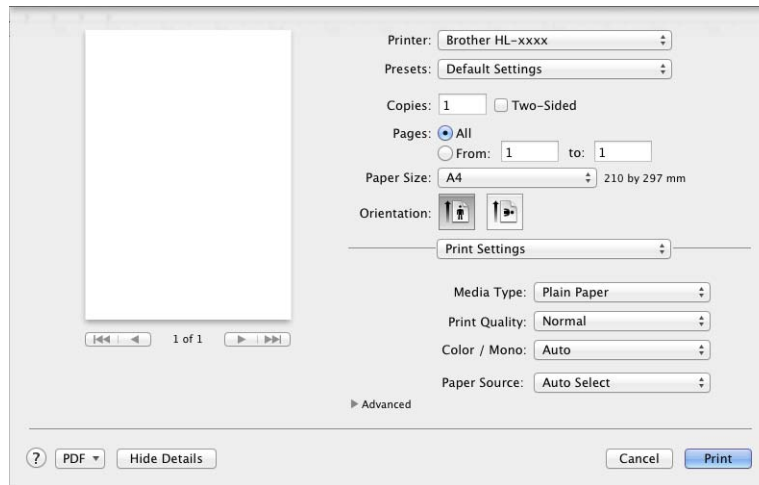 Printer: Brother HL-xxxx
Presets: Default Settings
Copies: 1 Two-Sided
Pages: All
From: 1 to: 1
Paper Size: A4 210 by 297 mm
Orientation:
Print Settings
Media Type: Plain Paper
Print Quality: Normal
1 of 1
Color / Mono: Auto
Paper Source: Auto Select
Advanced
? PDF Hide Details Cancel Print